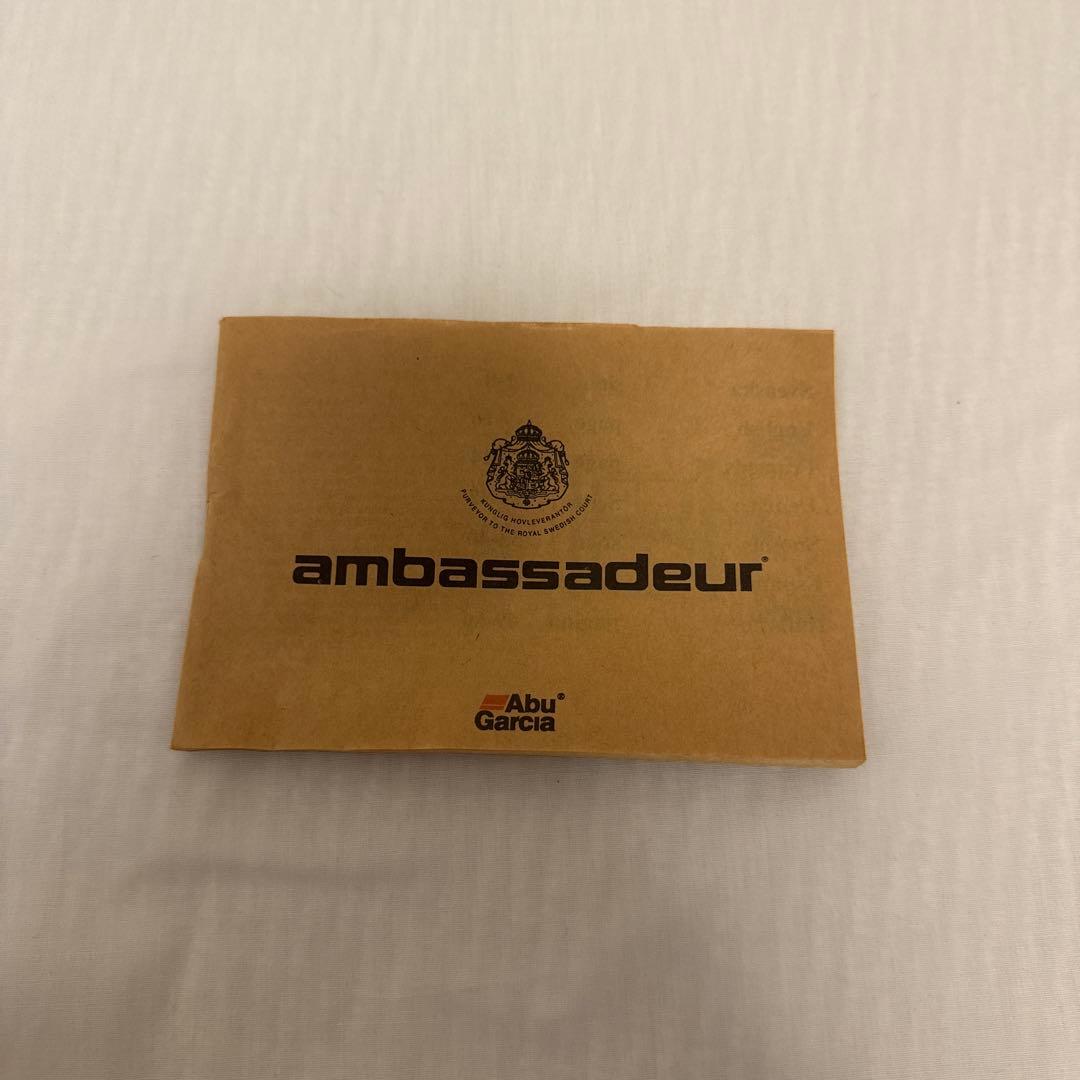 KUNGLIG HOVLEVERANTÖR
PURVEYOR TO THE ROYAL SWEDISH COURT
ambassadeur®
Abu®
Garcia